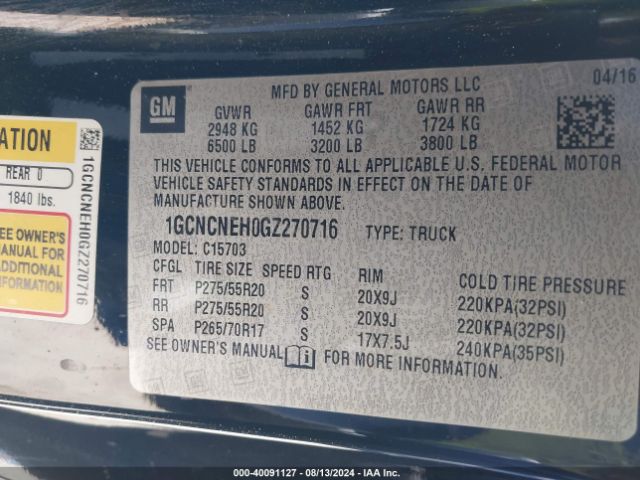 ATION
REAR 0
1840 lbs.
SEE OWNER'S
MANUAL FOR
ADDITIONAL
INFORMATION
1GCNCNEH0GZ270716
GM
MFD BY GENERAL MOTORS LLC
04/16
GVWR GAWR FRT GAWR RR
2948 KG 1452 KG 1724 KG
6500 LB 3200 LB 3800 LB
THIS VEHICLE CONFORMS TO ALL APPLICABLE U.S. FEDERAL MOTOR
VEHICLE SAFETY STANDARDS IN EFFECT ON THE DATE OF
MANUFACTURE SHOWN ABOVE.
1GCNCNEH0GZ270716 TYPE: TRUCK
MODEL: C15703
CFGL TIRE SIZE SPEED RTG RIM COLD TIRE PRESSURE
FRT P275/55R20 S 20X9J 220KPA(32PSI)
RR P275/55R20 S 20X9J 220KPA(32PSI)
SPA P265/70R17 S 17X7.5J 240KPA(35PSI)
SEE OWNER'S MANUAL FOR MORE INFORMATION.
000-40091127 - 08/13/2024 - IAA Inc.